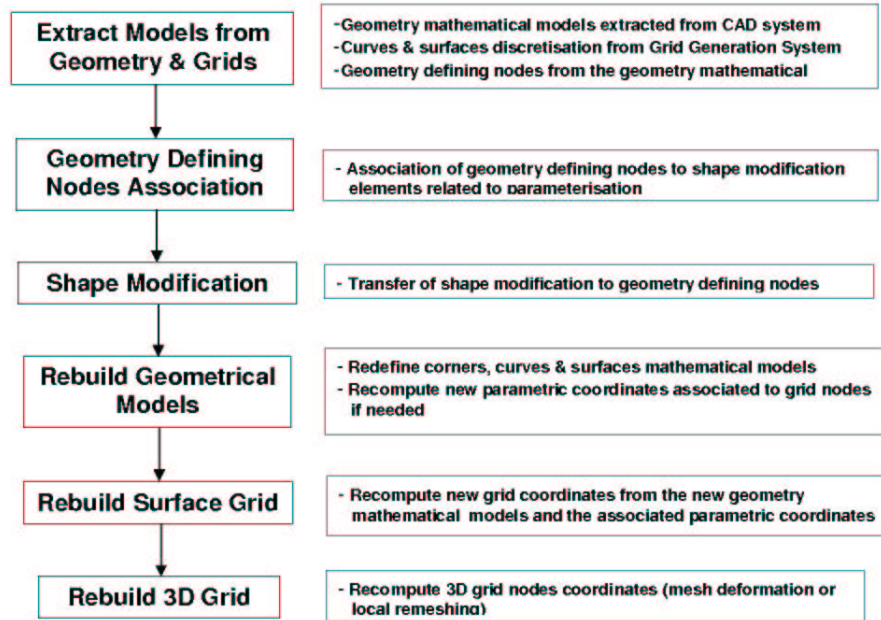 Extract Models from
Geometry & Grids
-Geometry mathematical models extracted from CAD system
-Curves & surfaces discretisation from Grid Generation System
-Geometry defining nodes from the geometry mathematical
Geometry Defining
Nodes Association
- Association of geometry defining nodes to shape modification
elements related to parameterisation
Shape Modification
- Transfer of shape modification to geometry defining nodes
Rebuild Geometrical
Models
- Redefine corners, curves & surfaces mathematical models
- Recompute new parametric coordinates associated to grid nodes
if needed
Rebuild Surface Grid
- Recompute new grid coordinates from the new geometry
mathematical models and the associated parametric coordinates
Rebuild 3D Grid
- Recompute 3D grid nodes coordinates (mesh deformation or
local remeshing)